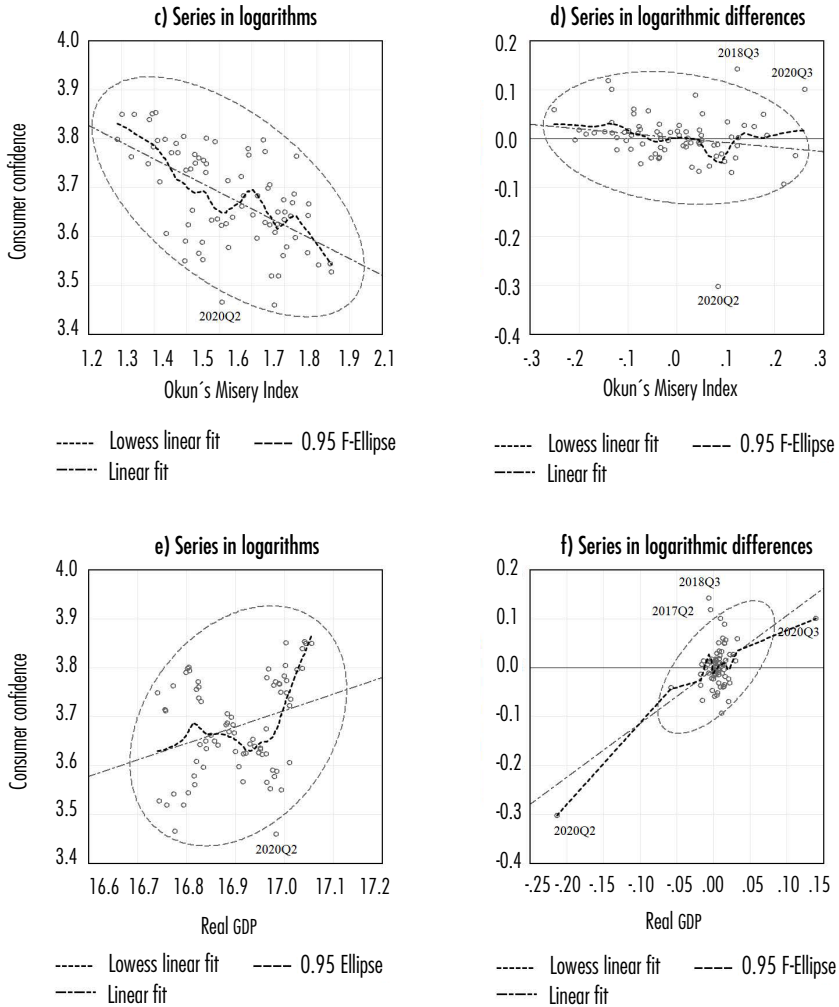 c) Series in logarithms
4.0
3.9
3.8
3.7
3.6
3.5
3.4
Consumer confidence
2020Q2
1.2 1.3 1.4 1.5 1.6 1.7 1.8 1.9 2.1
Okun´s Misery Index
Lowess linear fit 0.95 F-Ellipse
Linear fit
d) Series in logarithmic differences
0.2
0.1
0.0
-0.1
-0.2
-0.3
-0.4
2018Q3
2020Q3
2020Q2
-.3 -.2 -.1 .0 .1 .2 .3
Okun´s Misery Index
Lowess linear fit 0.95 F-Ellipse
Linear fit
e) Series in logarithms
4.0
3.9
3.8
3.7
3.6
3.5
3.4
Consumer confidence
2020Q2
16.6 16.7 16.8 16.9 17.0 17.1 17.2
Real GDP
Lowess linear fit 0.95 Ellipse
Linear fit
f) Series in logarithmic differences
0.2
0.1
0.0
-0.1
-0.2
-0.3
-0.4
2018Q3
2017Q2
2020Q3
2020Q2
-.25 -.20 -.10 -.05 .00 .05 .10 .15
Real GDP
Lowess linear fit 0.95 F-Ellipse
Linear fit